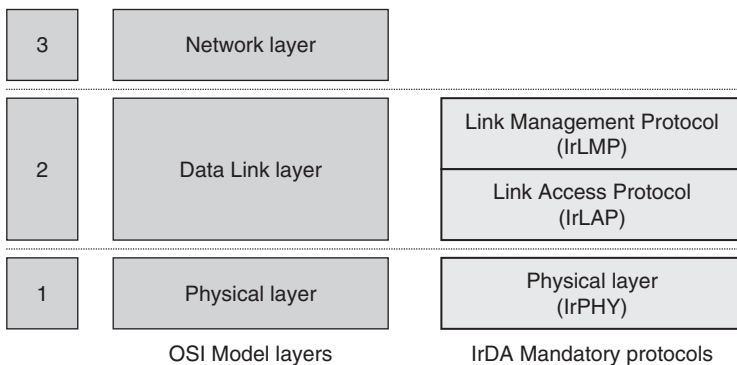 3
Network layer
2
Data Link layer
Link Management Protocol
(IrLMP)
Link Access Protocol
(IrLAP)
1
Physical layer
Physical layer
(IrPHY)
OSI Model layers
IrDA Mandatory protocols